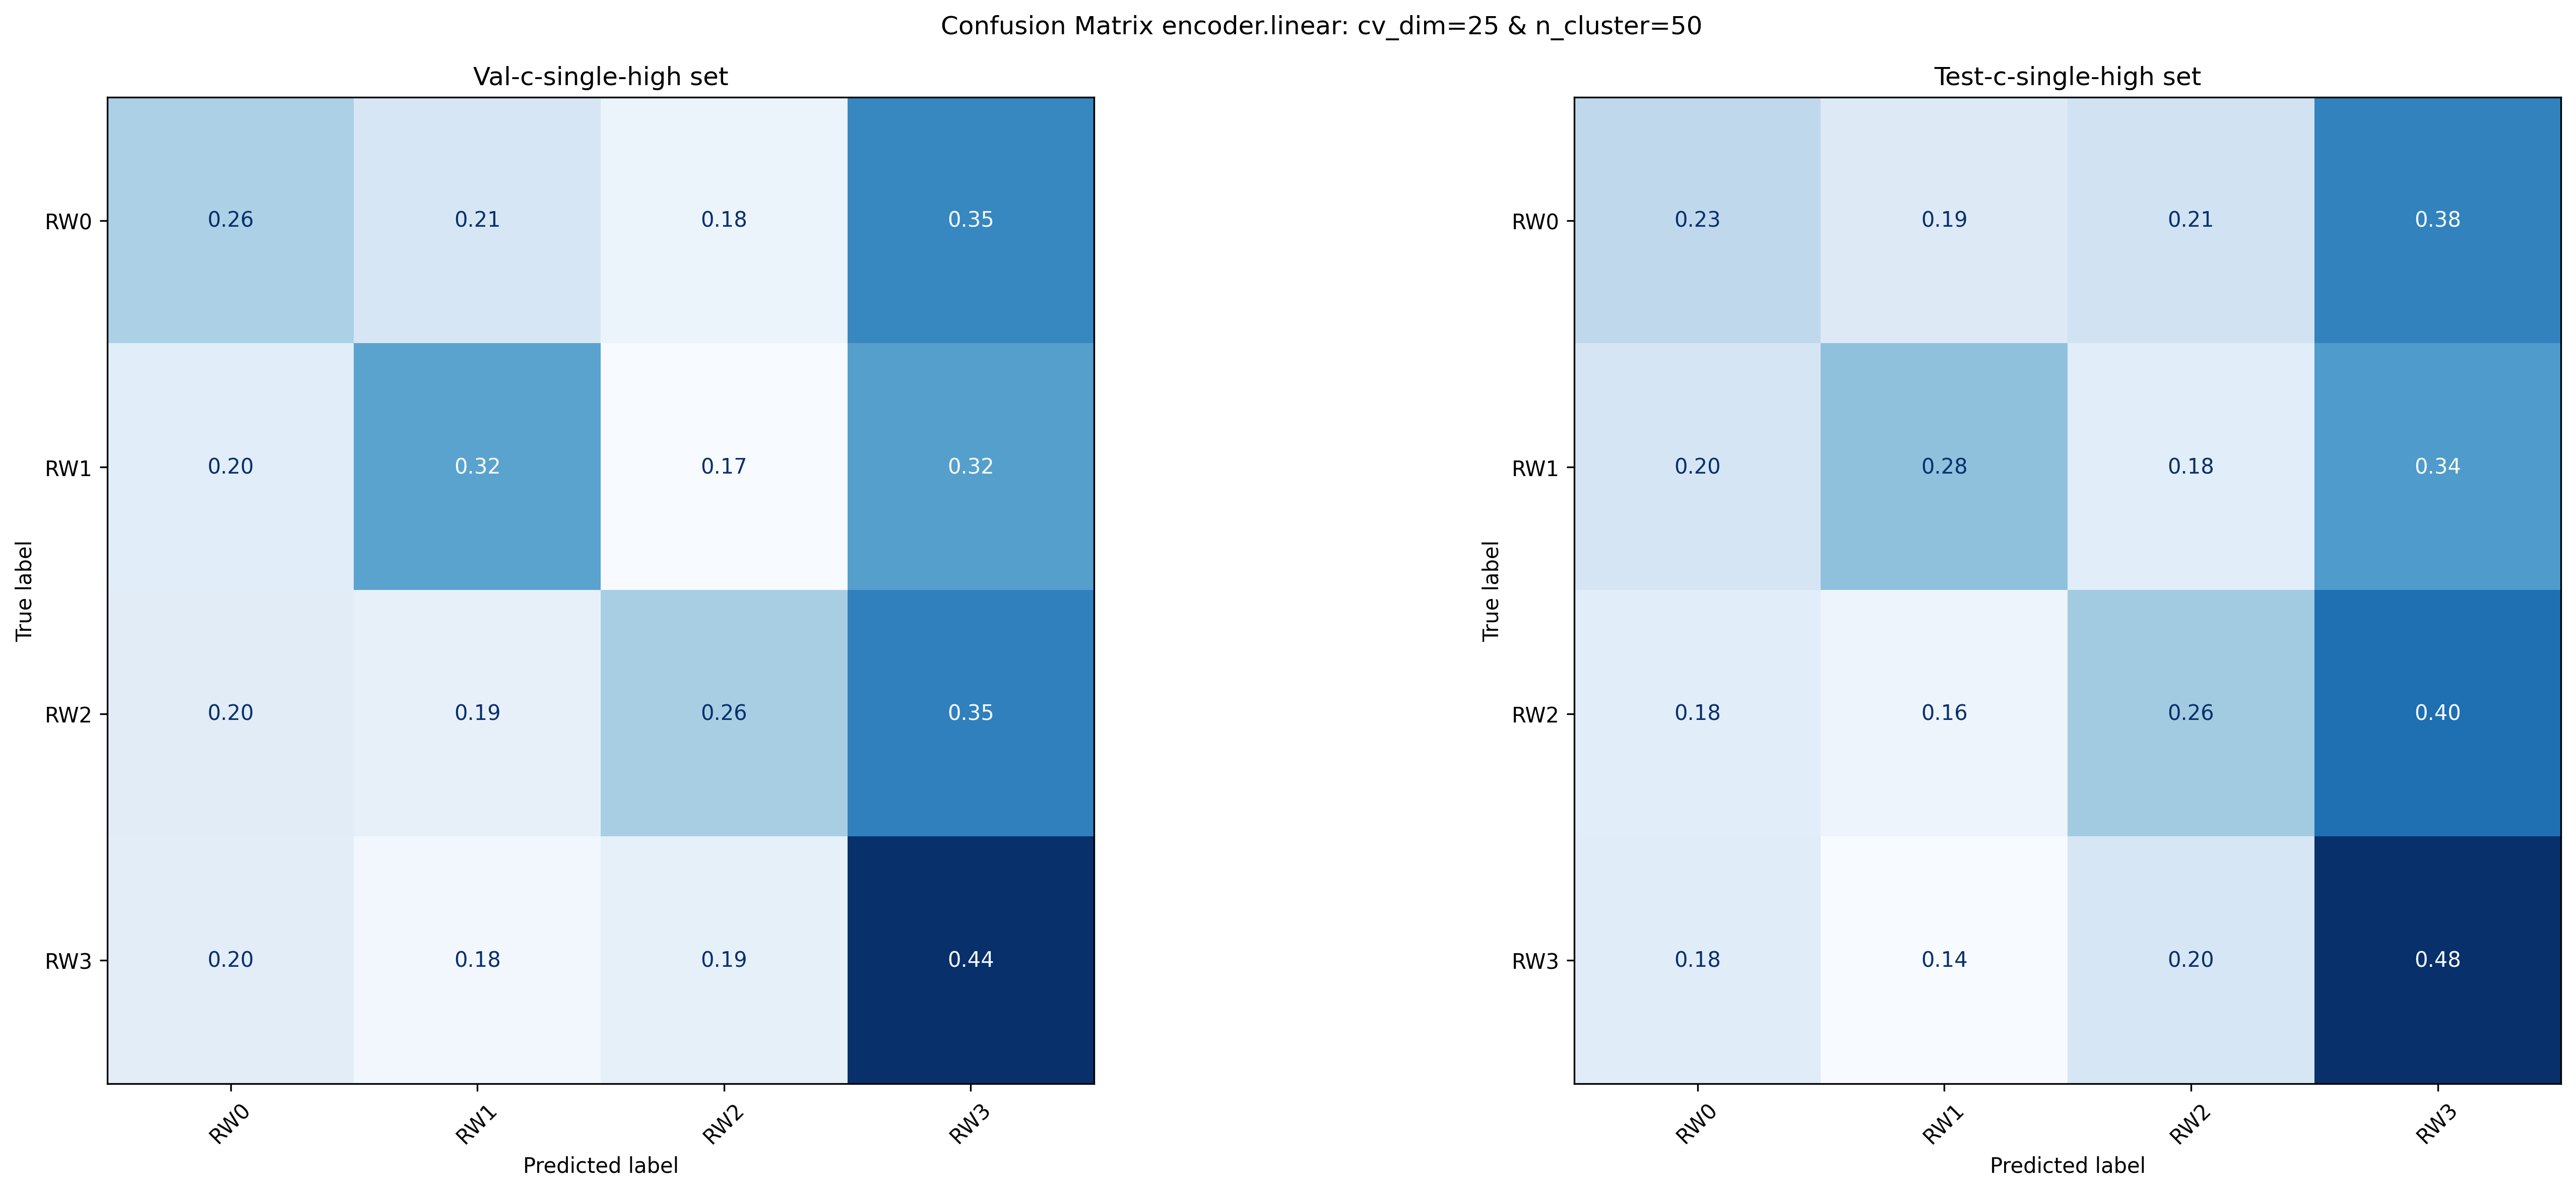 Confusion Matrix encoder.linear: cv_dim=25 & n_cluster=50
Val-c-single-high set
True label
RW0
0.26 0.21 0.18 0.35
RW1
0.20 0.32 0.17 0.32
RW2
0.20 0.19 0.26 0.35
RW3
0.20 0.18 0.19 0.44
RW0 RW1 RW2 RW3
Predicted label
Test-c-single-high set
True label
RW0
0.23 0.19 0.21 0.38
RW1
0.20 0.28 0.18 0.34
RW2
0.18 0.16 0.26 0.40
RW3
0.18 0.14 0.20 0.48
RW0 RW1 RW2 RW3
Predicted label